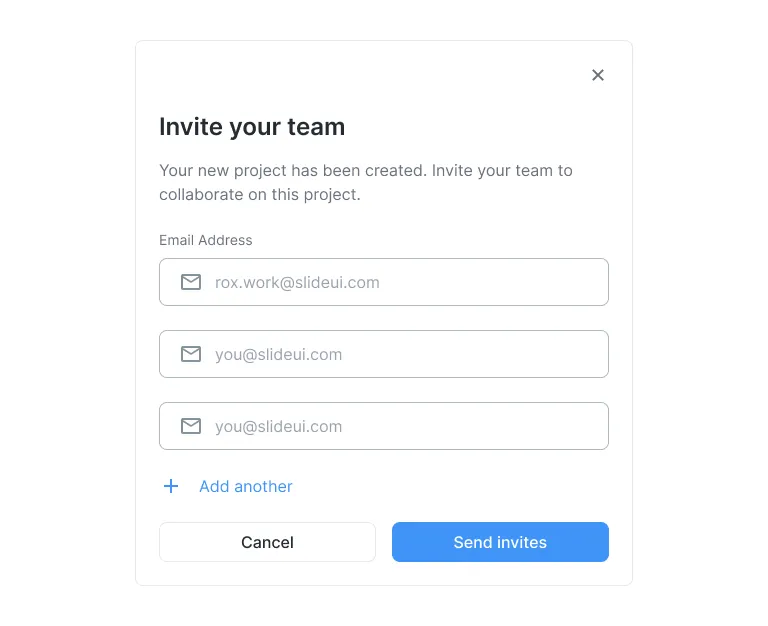 Invite your team
Your new project has been created. Invite your team to
collaborate on this project.
Email Address
rox.work@slideui.com
you@slideui.com
you@slideui.com
Add another
Cancel
Send invites